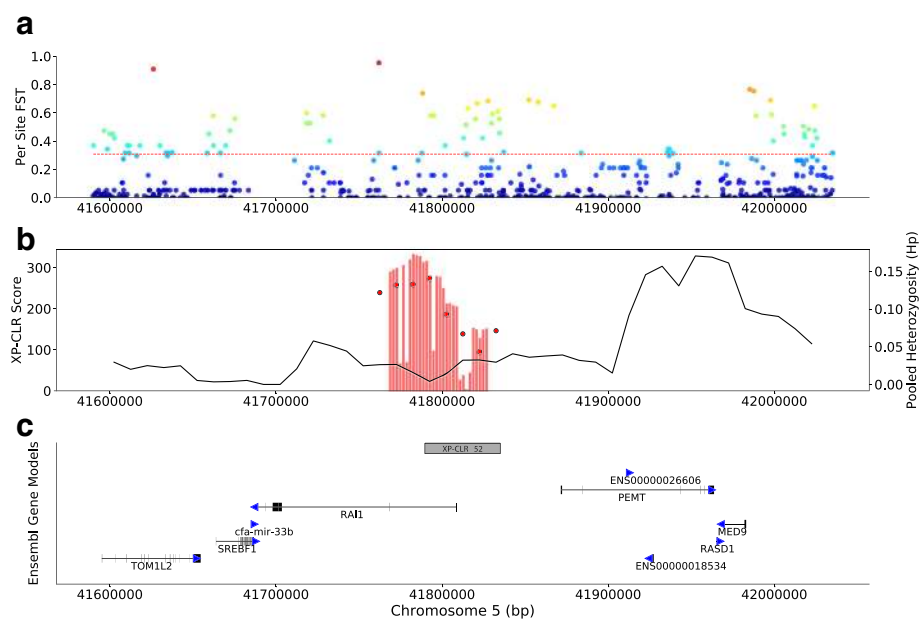 a
1.0
0.8
0.6
0.4
0.2
0.0
Per Site FST
41600000 41700000 41800000 41900000 42000000
b
300
200
100
0
XP-CLR Score
0.15
0.10
0.05
0.00
Pooled Heterozygosity (Hp)
41600000 41700000 41800000 41900000 42000000
c
Ensembl Gene Models
XP-CLR 52
ENS00000026606
PEMT
RAI1
cfa-mir-33b
MED9
SREBF1
RASD1
TOM1L2
ENS00000018534
41600000 41700000 41800000 41900000 42000000
Chromosome 5 (bp)